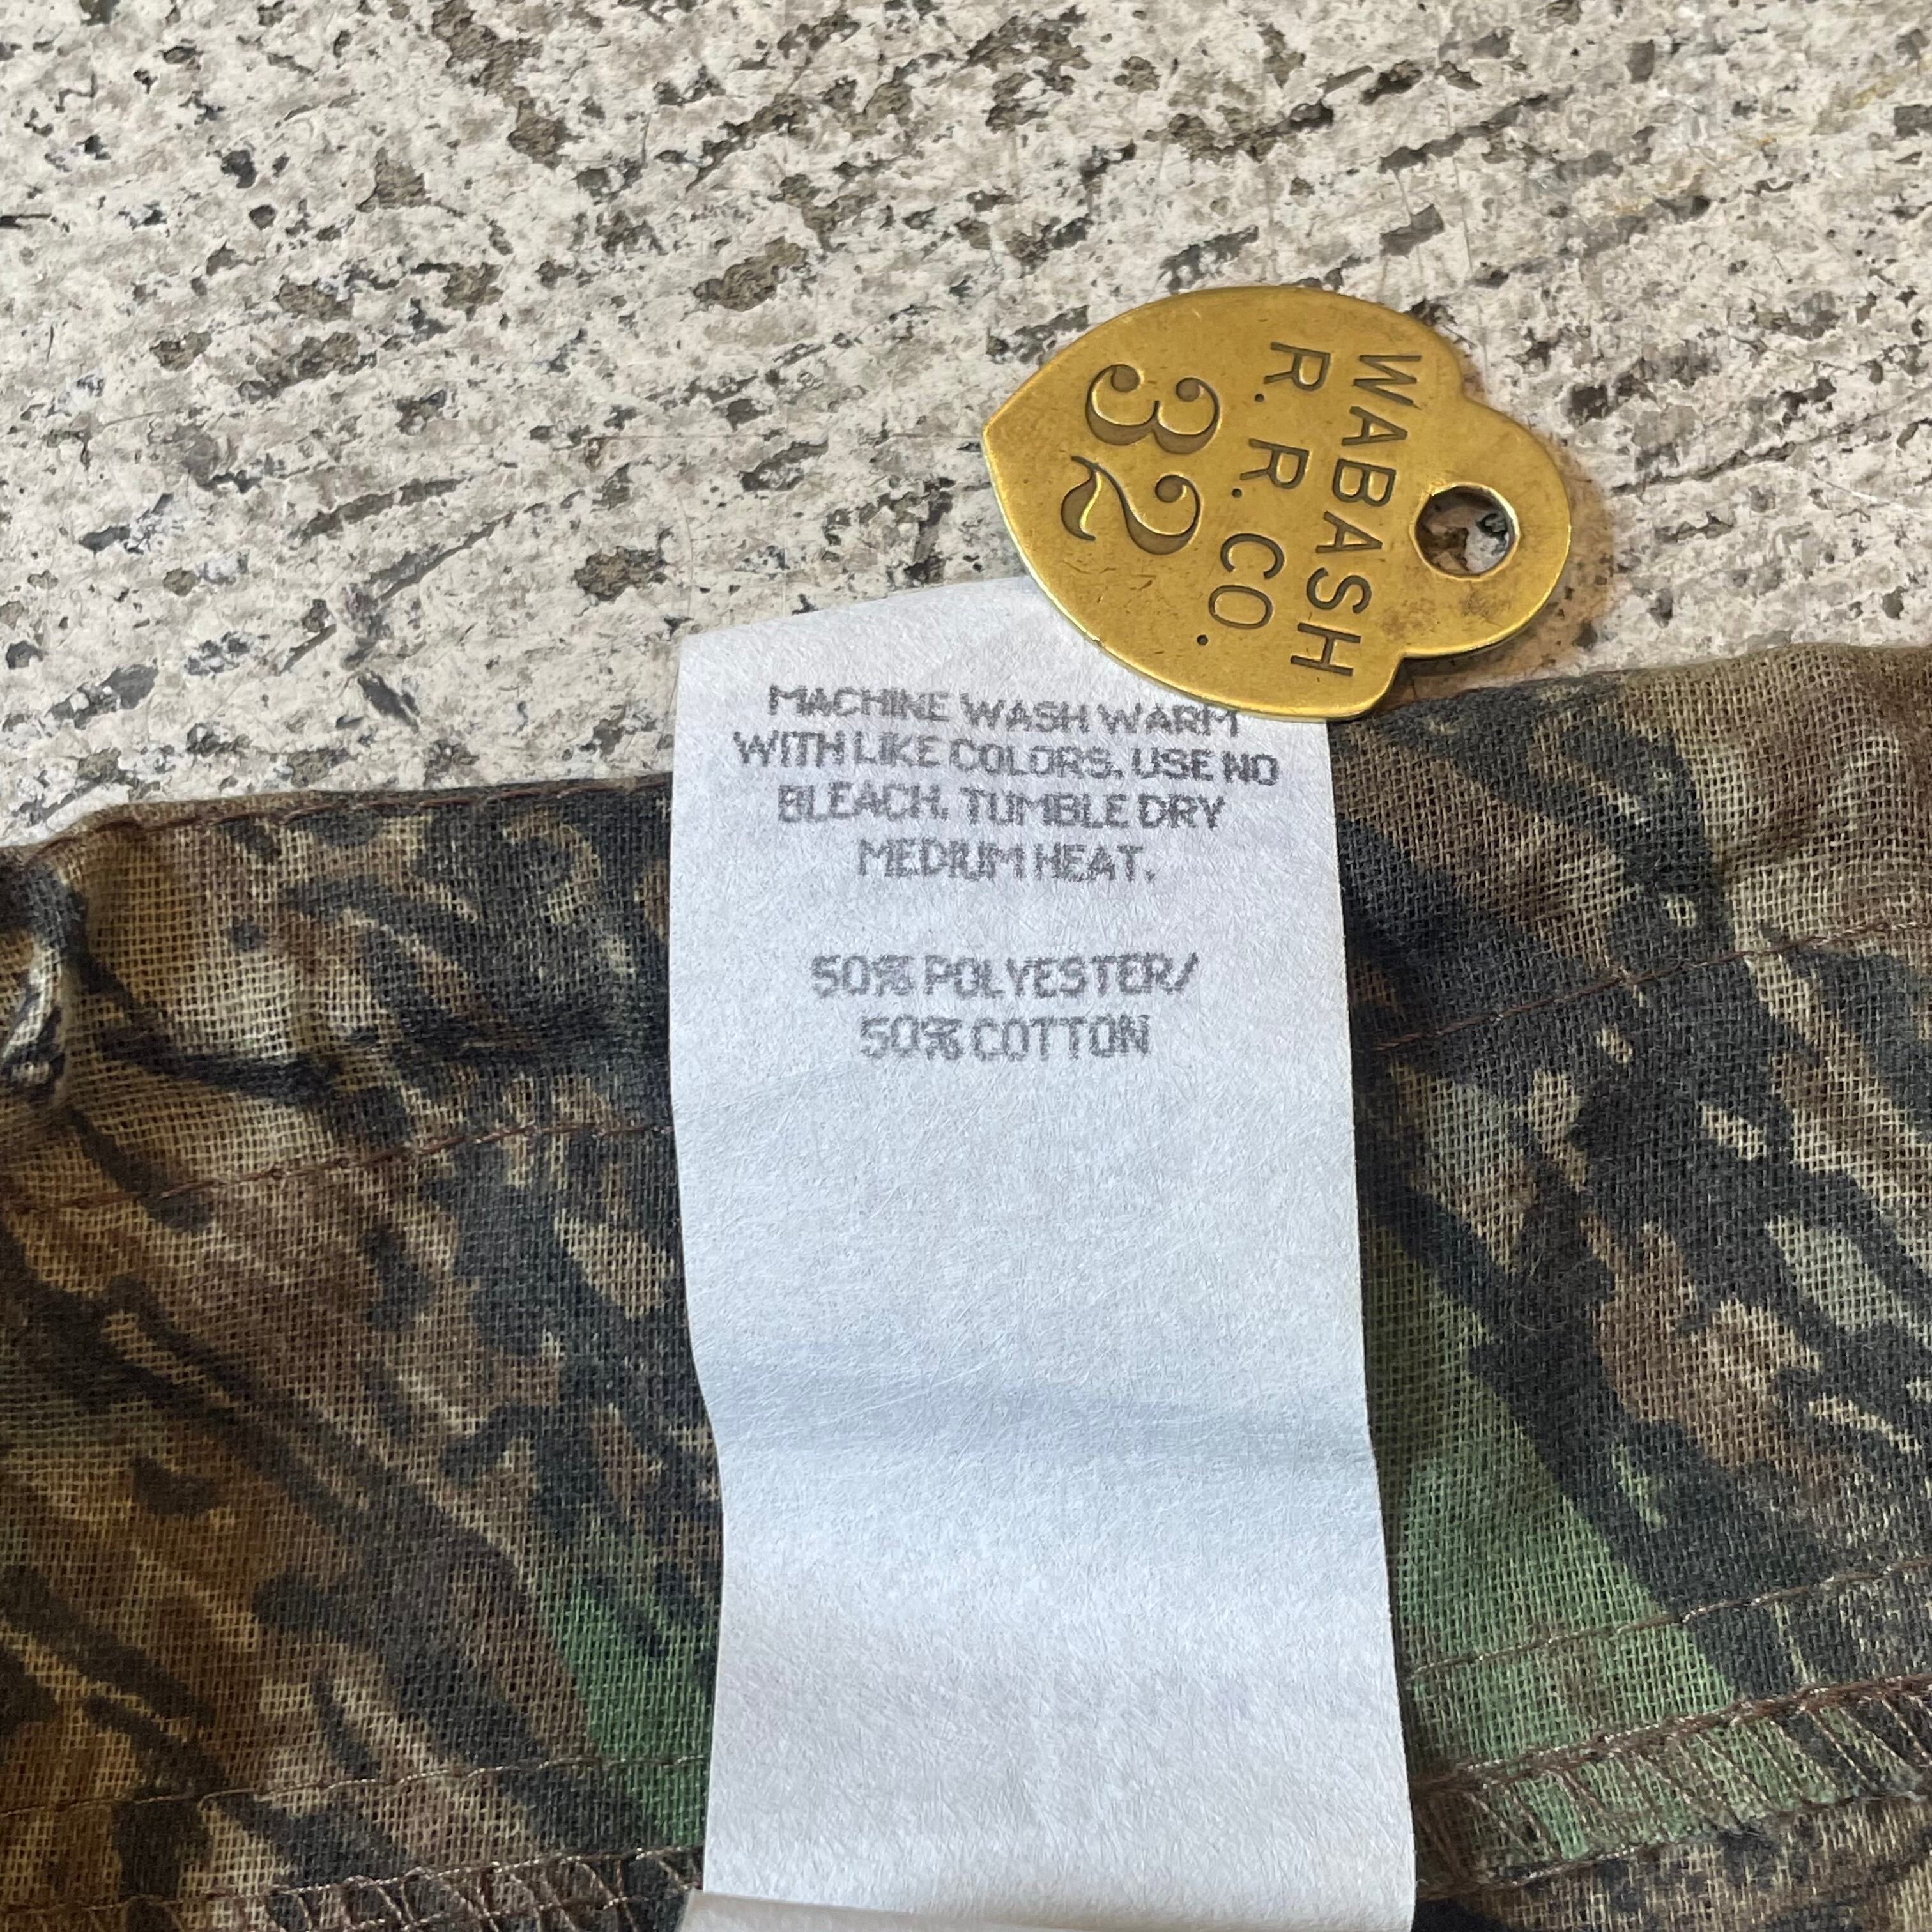 WABASH
R. R. CO.
32
MACHINE WASH WARM
WITH LIKE COLORS. USE NO
BLEACH. TUMBLE DRY
MEDIUM HEAT.
50% POLYESTER/
50% COTTON